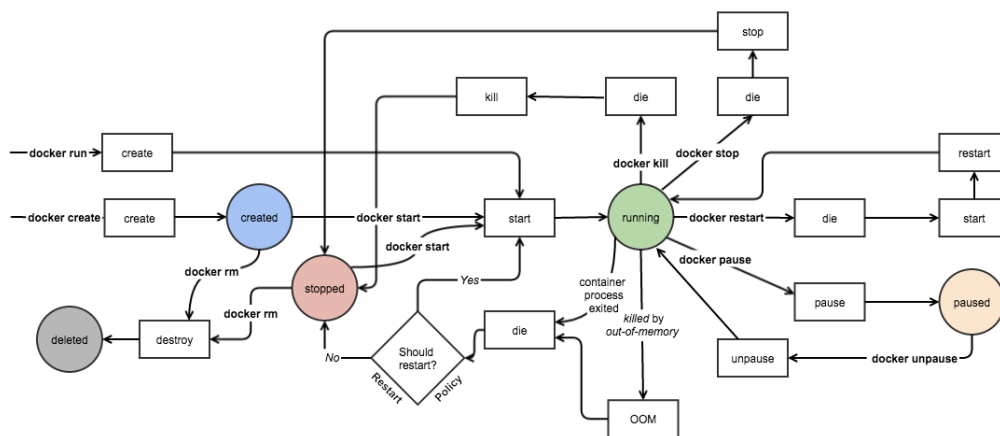 stop
kill
die
die
docker run
create
docker kill
docker stop
restart
docker create
create
created
docker start
start
running
docker restart
die
start
docker start
docker rm
stopped
docker pause
Yes
container
process
exited
pause
paused
docker rm
killed by
out-of-memory
deleted
destroy
die
No
Should
restart?
Restart
Policy
unpause
docker unpause
OOM